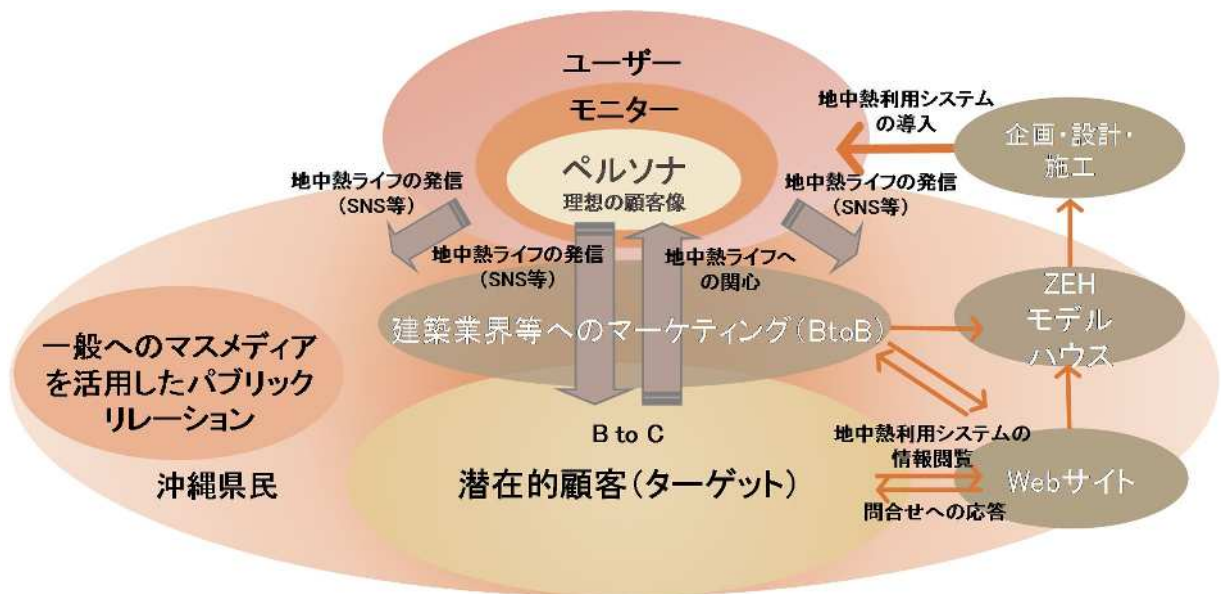 ユーザー
モニター
ペルソナ
理想の顧客像
地中熱利用システム
の導入
企画・設計・
施工
地中熱ライフの発信
(SNS等)
地中熱ライフの発信
(SNS等)
地中熱ライフの発信
(SNS等)
地中熱ライフへ
の関心
建築業界等へのマーケティング(BtoB)
ZEH
モデル
ハウス
一般へのマスメディア
を活用したパブリック
リレーション
沖縄県民
B to C
潜在的顧客(ターゲット)
地中熱利用システムの
情報閲覧
Webサイト
問合せへの応答